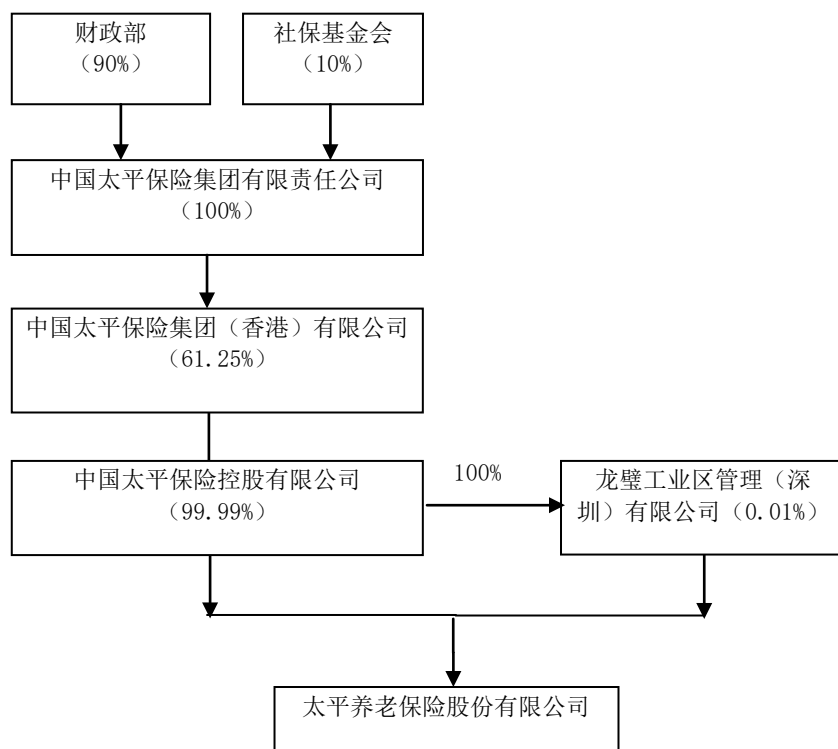 财政部
（90%）
社保基金会
（10%）
中国太平保险集团有限责任公司
（100%）
中国太平保险集团（香港）有限公司
(61.25%)
中国太平保险控股有限公司
(99.99%)
100%
龙璧工业区管理（深
圳）有限公司（0.01%）
太平养老保险股份有限公司